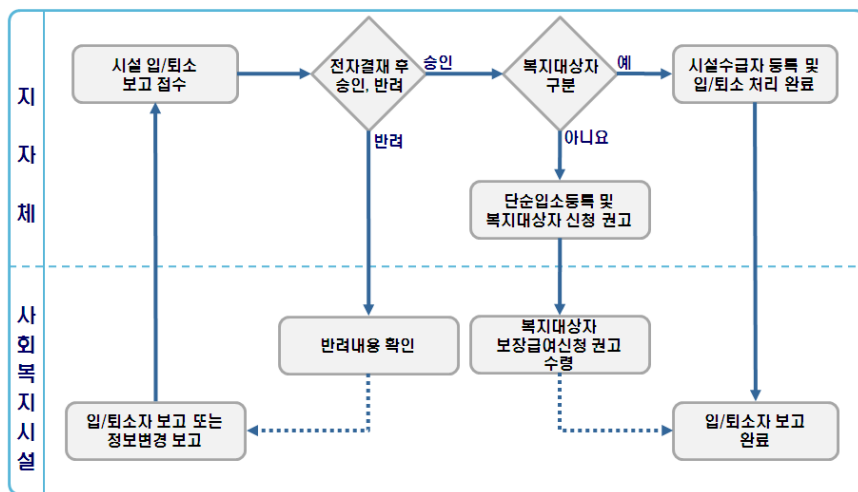 지자체
시설 입/퇴소
보고 접수
전자결재 후
승인, 반려
승인
복지대상자
구분
예
시설수급자 등록 및
입/퇴소 처리 완료
반려
아니요
단순입소등록 및
복지대상자 신청 권고
사회복지시설
반려내용 확인
복지대상자
보장급여신청 권고
수령
입/퇴소자 보고 또는
정보변경 보고
입/퇴소자 보고
완료